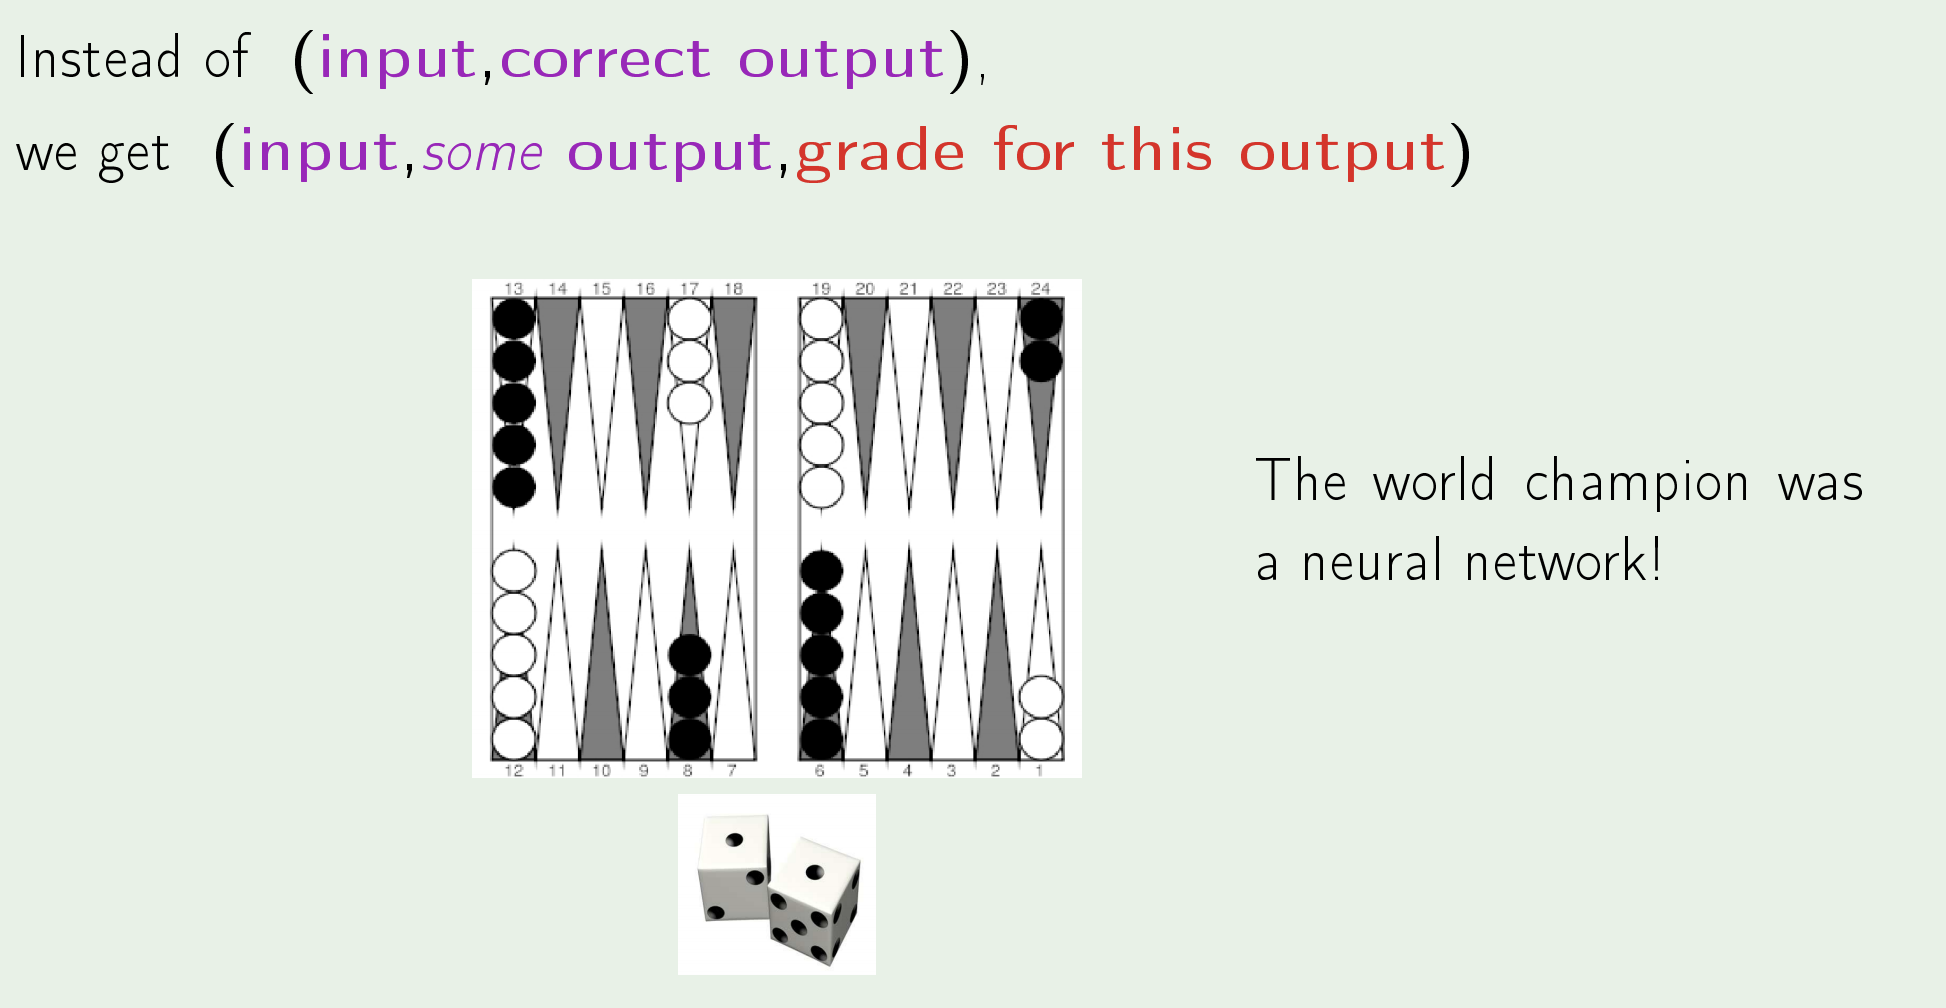 Instead of (input,correct output),
we get (input,some output,grade for this output)
13 14 15 16 17 18 19 20 21 22 23 24
The world champion was
a neural network!
12 11 10 9 8 7 6 5 4 3 2 1